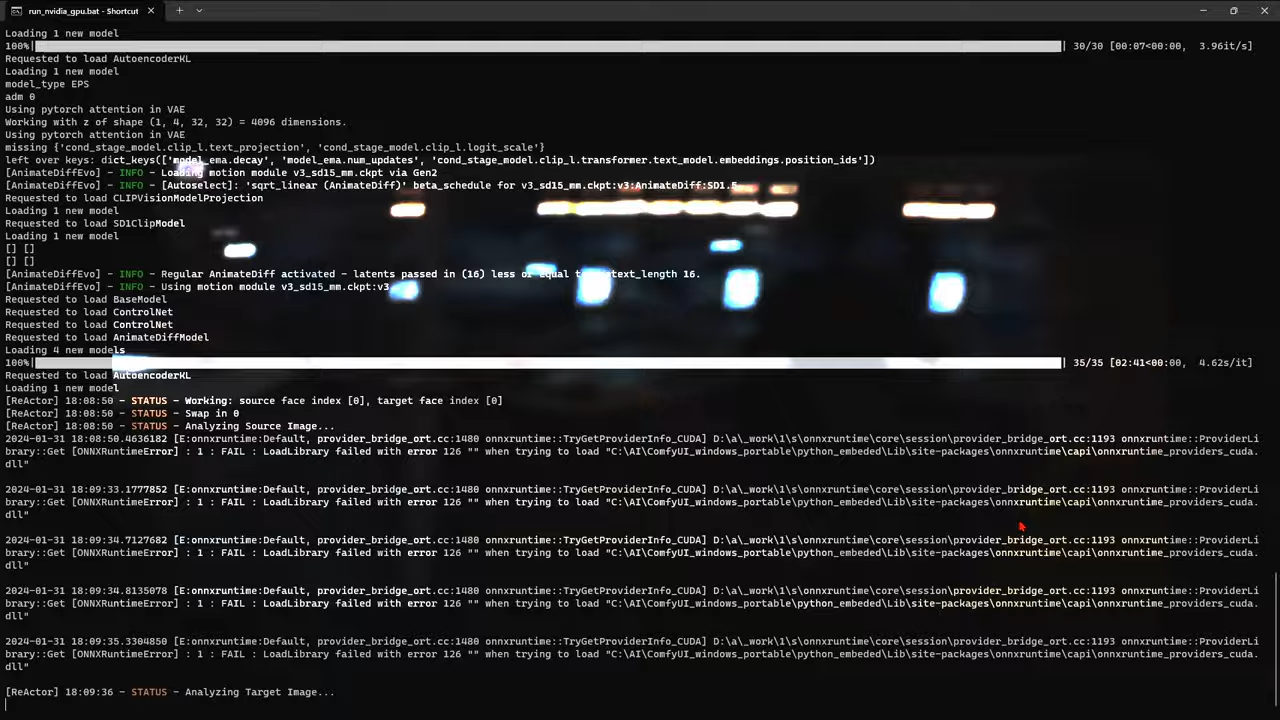 run_nvidia_gpu.bat - Shortcut
Loading 1 new model
100%| | 30/30 [00:07<00:00, 3.96it/s]
Requested to load AutoencoderKL
Loading 1 new model
model_type EPS
adm 0
Using pytorch attention in VAE
Working with z of shape (1, 4, 32, 32) = 4096 dimensions.
Using pytorch attention in VAE
missing {'cond_stage_model.clip_l.text_projection', 'cond_stage_model.clip_l.logit_scale'}
left over keys: dict_keys(['model_ema.decay', 'model_ema.num_updates', 'cond_stage_model.clip_l.transformer.text_model.embeddings.position_ids'])
[AnimateDiffEvo] - INFO - Loading motion module v3_sd15_mm.ckpt via Gen2
[AnimateDiffEvo] - INFO - [Autoselect]: 'sqrt_linear (AnimateDiff)' beta_schedule for v3_sd15_mm.ckpt:v3:AnimateDiff:SD1.5.
Requested to load CLIPVisionModelProjection
Loading 1 new model
Requested to load SD1ClipModel
Loading 1 new model
[] []
[] []
[AnimateDiffEvo] - INFO - Regular AnimateDiff activated - latents passed in (16) less or equal to context_length 16.
[AnimateDiffEvo] - INFO - Using motion module v3_sd15_mm.ckpt:v3.
Requested to load BaseModel
Requested to load ControlNet
Requested to load ControlNet
Requested to load AnimateDiffModel
Loading 4 new models
100%| | 35/35 [02:41<00:00, 4.62s/it]
Requested to load AutoencoderKL
Loading 1 new model
[ReActor] 18:08:50 - STATUS - Working: source face index [0], target face index [0]
[ReActor] 18:08:50 - STATUS - Swap in 0
[ReActor] 18:08:50 - STATUS - Analyzing Source Image...
2024-01-31 18:08:50.4636182 [E:onnxruntime:Default, provider_bridge_ort.cc:1480 onnxruntime::TryGetProviderInfo_CUDA] D:\a\_work\1\s\onnxruntime\core\session\provider_bridge_ort.cc:1193 onnxruntime::ProviderLi
brary::Get [ONNXRuntimeError] : 1 : FAIL : LoadLibrary failed with error 126 "" when trying to load "C:\AI\ComfyUI_windows_portable\python_embeded\Lib\site-packages\onnxruntime\capi\onnxruntime_providers_cuda.
dll"
2024-01-31 18:09:33.1777852 [E:onnxruntime:Default, provider_bridge_ort.cc:1480 onnxruntime::TryGetProviderInfo_CUDA] D:\a\_work\1\s\onnxruntime\core\session\provider_bridge_ort.cc:1193 onnxruntime::ProviderLi
brary::Get [ONNXRuntimeError] : 1 : FAIL : LoadLibrary failed with error 126 "" when trying to load "C:\AI\ComfyUI_windows_portable\python_embeded\Lib\site-packages\onnxruntime\capi\onnxruntime_providers_cuda.
dll"
2024-01-31 18:09:34.7127682 [E:onnxruntime:Default, provider_bridge_ort.cc:1480 onnxruntime::TryGetProviderInfo_CUDA] D:\a\_work\1\s\onnxruntime\core\session\provider_bridge_ort.cc:1193 onnxruntime::ProviderLi
brary::Get [ONNXRuntimeError] : 1 : FAIL : LoadLibrary failed with error 126 "" when trying to load "C:\AI\ComfyUI_windows_portable\python_embeded\Lib\site-packages\onnxruntime\capi\onnxruntime_providers_cuda.
dll"
2024-01-31 18:09:34.8135078 [E:onnxruntime:Default, provider_bridge_ort.cc:1480 onnxruntime::TryGetProviderInfo_CUDA] D:\a\_work\1\s\onnxruntime\core\session\provider_bridge_ort.cc:1193 onnxruntime::ProviderLi
brary::Get [ONNXRuntimeError] : 1 : FAIL : LoadLibrary failed with error 126 "" when trying to load "C:\AI\ComfyUI_windows_portable\python_embeded\Lib\site-packages\onnxruntime\capi\onnxruntime_providers_cuda.
dll"
2024-01-31 18:09:35.3304850 [E:onnxruntime:Default, provider_bridge_ort.cc:1480 onnxruntime::TryGetProviderInfo_CUDA] D:\a\_work\1\s\onnxruntime\core\session\provider_bridge_ort.cc:1193 onnxruntime::ProviderLi
brary::Get [ONNXRuntimeError] : 1 : FAIL : LoadLibrary failed with error 126 "" when trying to load "C:\AI\ComfyUI_windows_portable\python_embeded\Lib\site-packages\onnxruntime\capi\onnxruntime_providers_cuda.
dll"
[ReActor] 18:09:36 - STATUS - Analyzing Target Image...